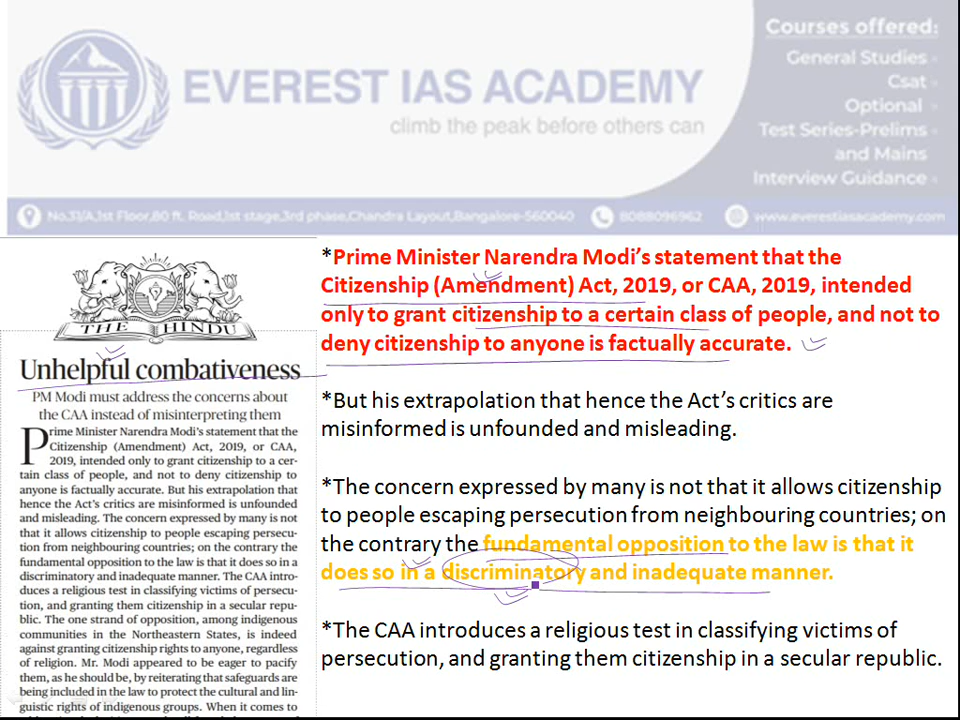 Courses offered:
General Studies
Csat
Optional
Test Series-Prelims
and Mains
Interview Guidance
EVEREST IAS ACADEMY
climb the peak before others can
No.31/A,1st Floor,80 ft. Road,1st stage,3rd phase,Chandra Layout,Bangalore-560040
8088096962
www.everestiasacademy.com
THE HINDU
Unhelpful combativeness
PM Modi must address the concerns about
the CAA instead of misinterpreting them
Prime Minister Narendra Modi's statement that the
Citizenship (Amendment) Act, 2019, or CAA,
2019, intended only to grant citizenship to a cer-
tain class of people, and not to deny citizenship to
anyone is factually accurate. But his extrapolation that
hence the Act's critics are misinformed is unfounded
and misleading. The concern expressed by many is not
that it allows citizenship to people escaping persecu-
tion from neighbouring countries; on the contrary the
fundamental opposition to the law is that it does so in a
discriminatory and inadequate manner. The CAA intro-
duces a religious test in classifying victims of persecu-
tion, and granting them citizenship in a secular repu-
blic. The one strand of opposition, among indigenous
communities in the Northeastern States, is indeed
against granting citizenship rights to anyone, regardless
of religion. Mr. Modi appeared to be eager to pacify
them, as he should be, by reiterating that safeguards are
being included in the law to protect the cultural and lin-
guistic rights of indigenous groups. When it comes to
*Prime Minister Narendra Modi's statement that the
Citizenship (Amendment) Act, 2019, or CAA, 2019, intended
only to grant citizenship to a certain class of people, and not to
deny citizenship to anyone is factually accurate.
*But his extrapolation that hence the Act's critics are
misinformed is unfounded and misleading.
*The concern expressed by many is not that it allows citizenship
to people escaping persecution from neighbouring countries; on
the contrary the fundamental opposition to the law is that it
does so in a discriminatory and inadequate manner.
*The CAA introduces a religious test in classifying victims of
persecution, and granting them citizenship in a secular republic.